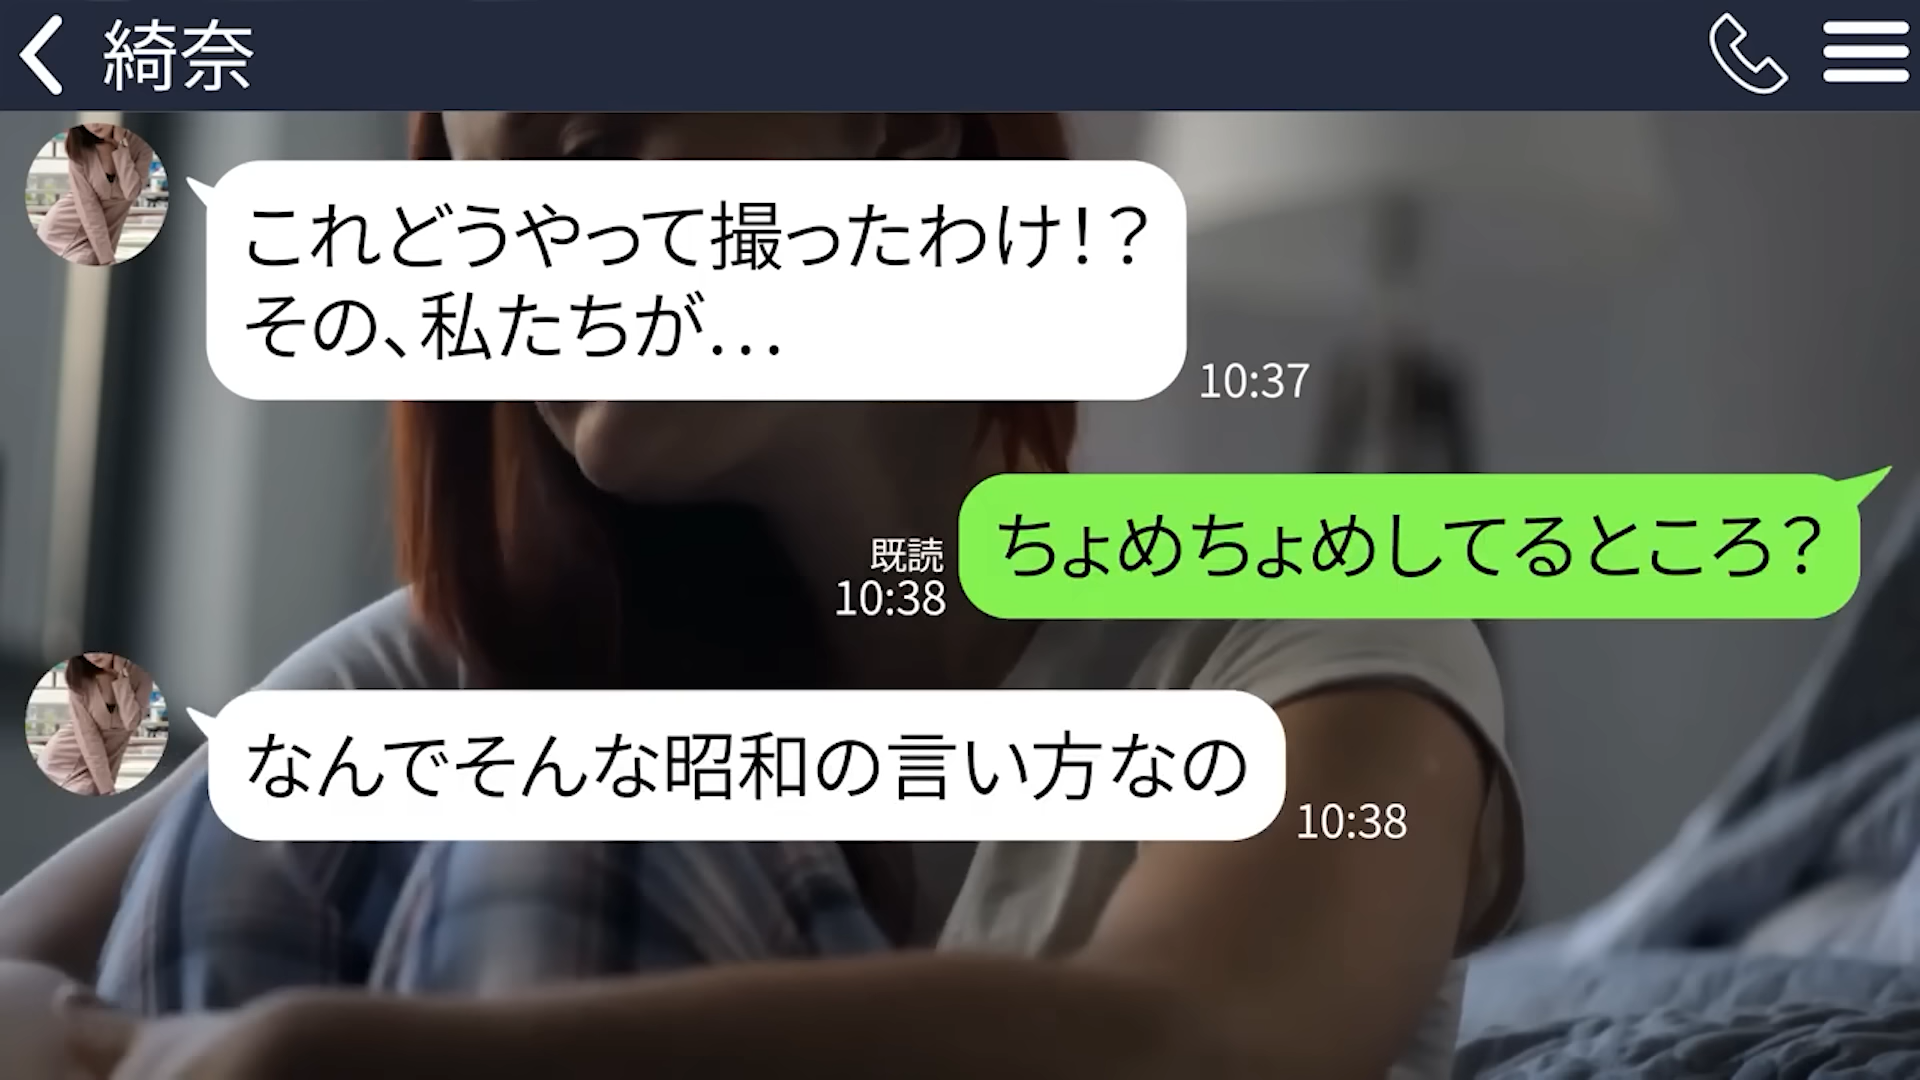 綺奈
これどうやって撮ったわけ!?
その、私たちが…
10:37
ちょめちょめしてるところ?
既読
10:38
なんでそんな昭和の言い方なの
10:38